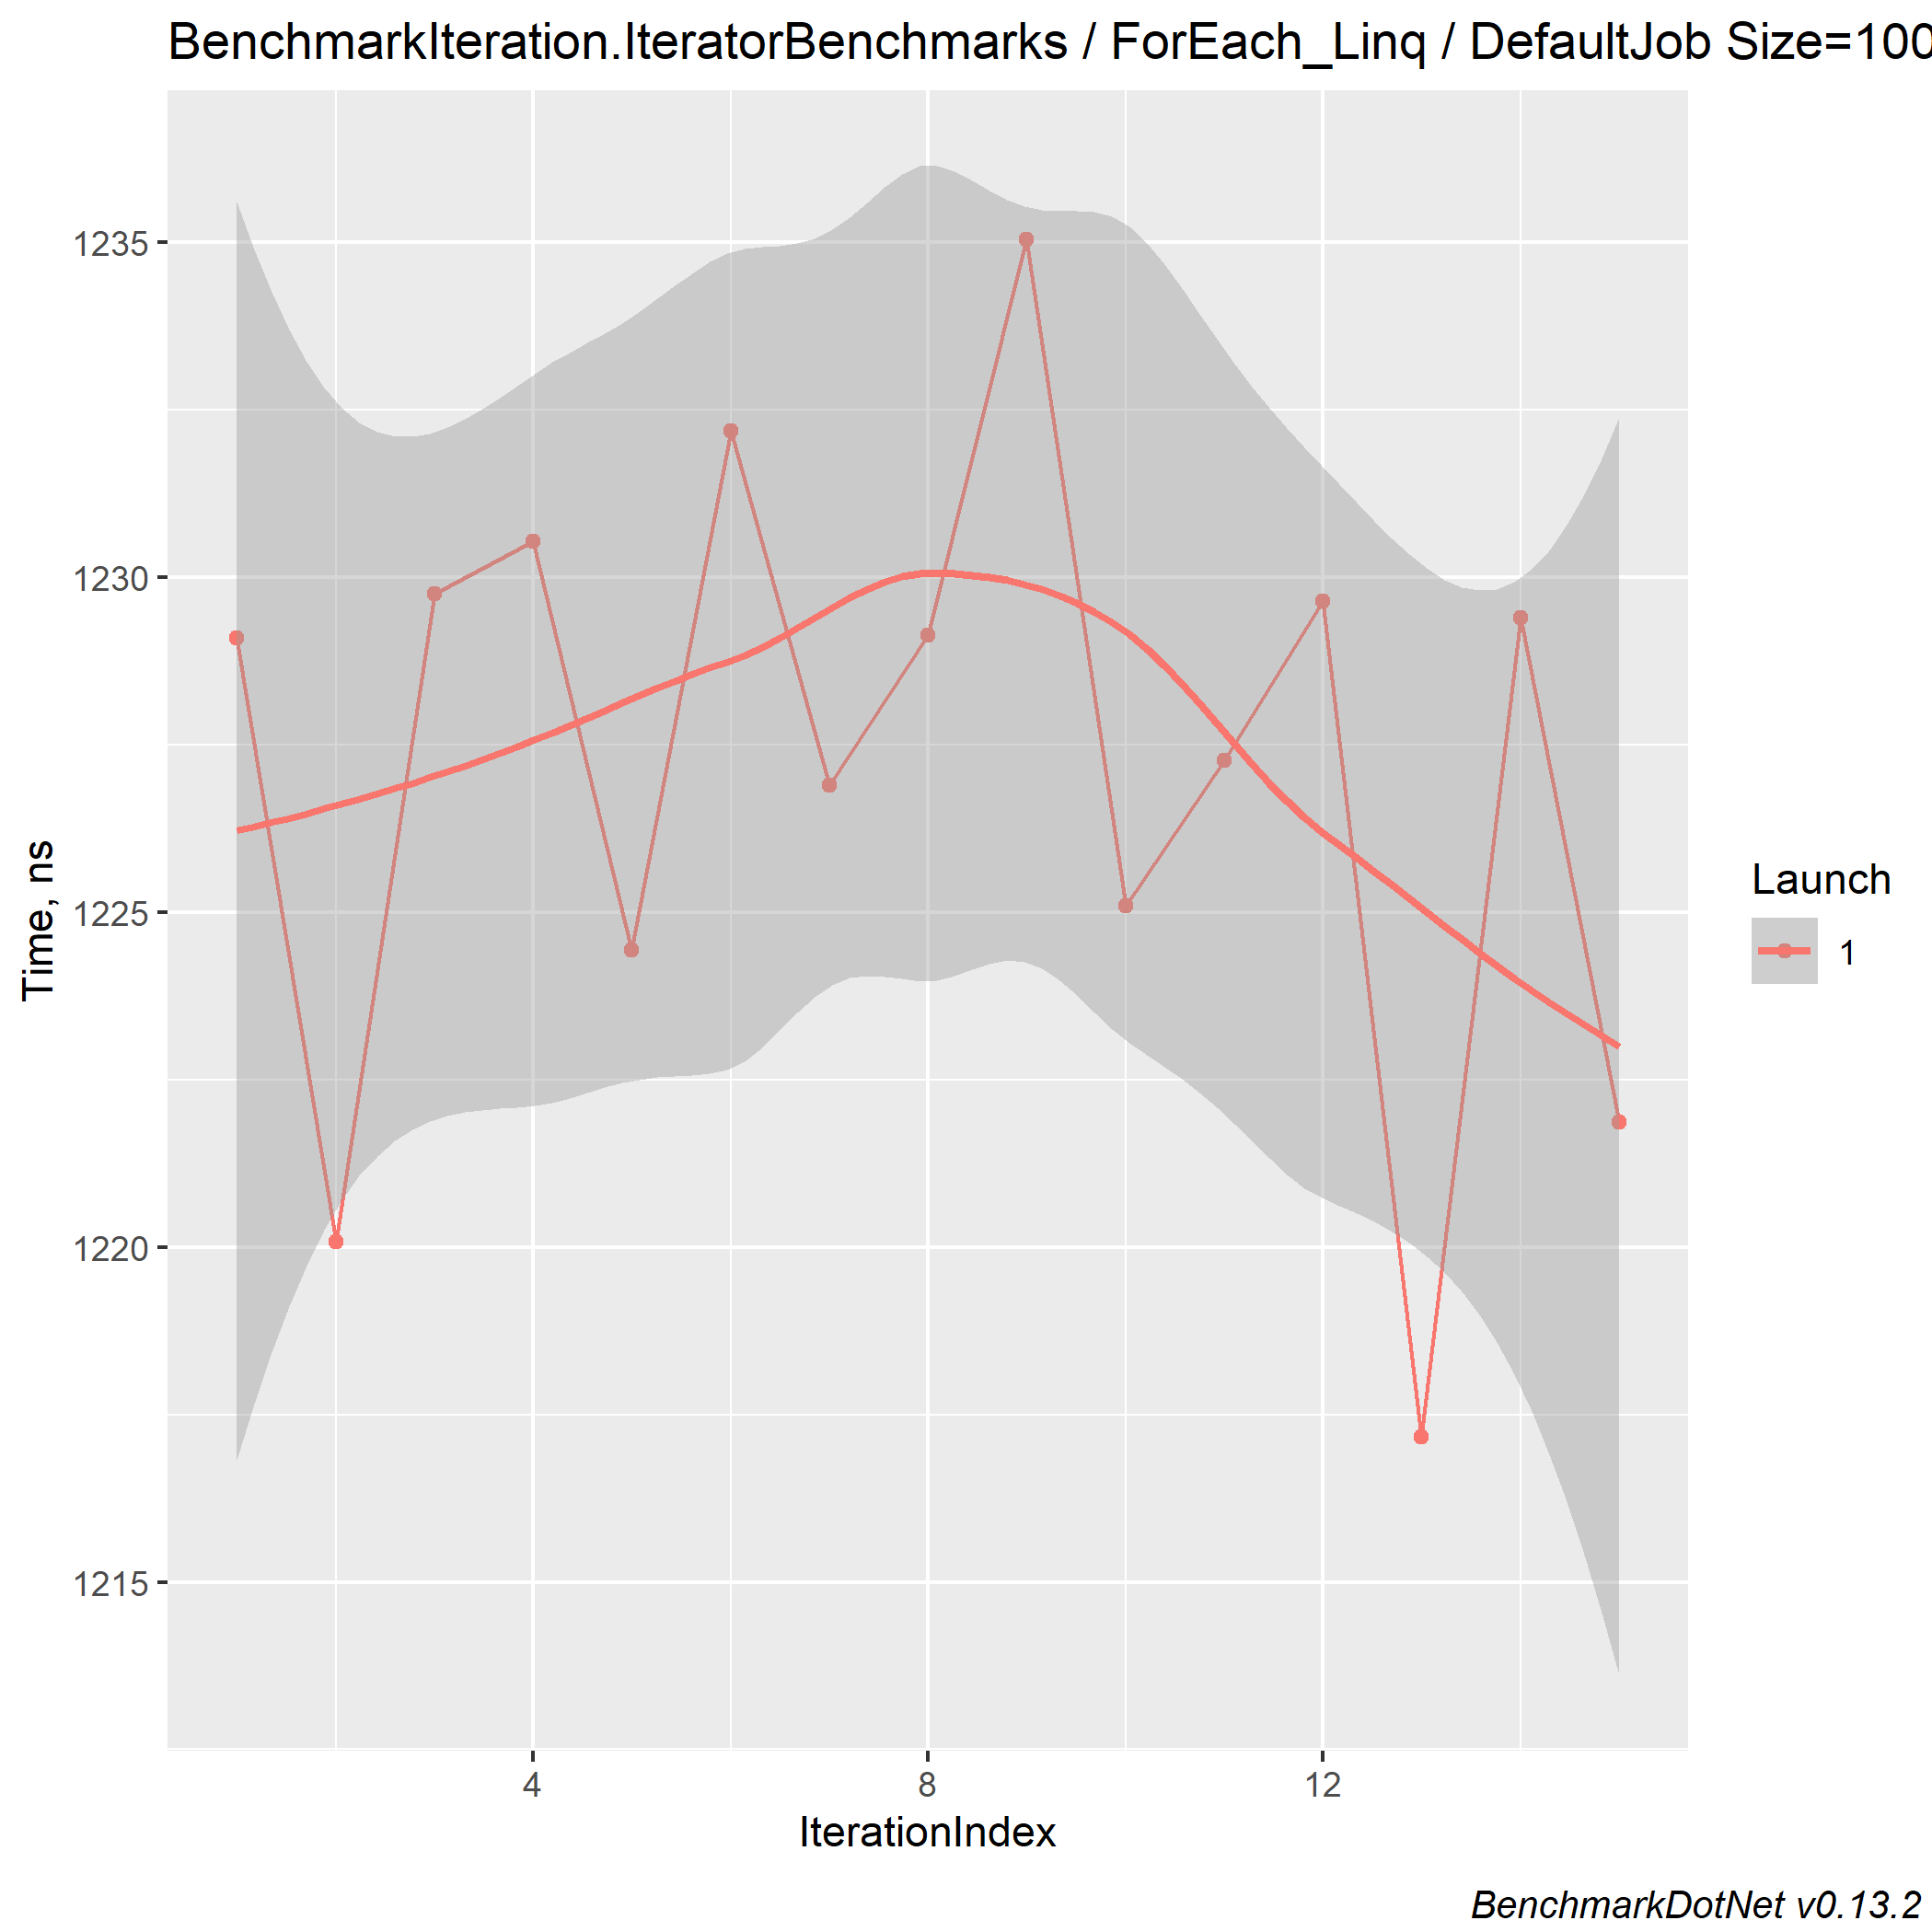 BenchmarkIteration.IteratorBenchmarks / ForEach_Linq / DefaultJob Size=100
1235
1230
1225
1220
1215
Time, ns
4
8
12
IterationIndex
Launch
1
BenchmarkDotNet v0.13.2